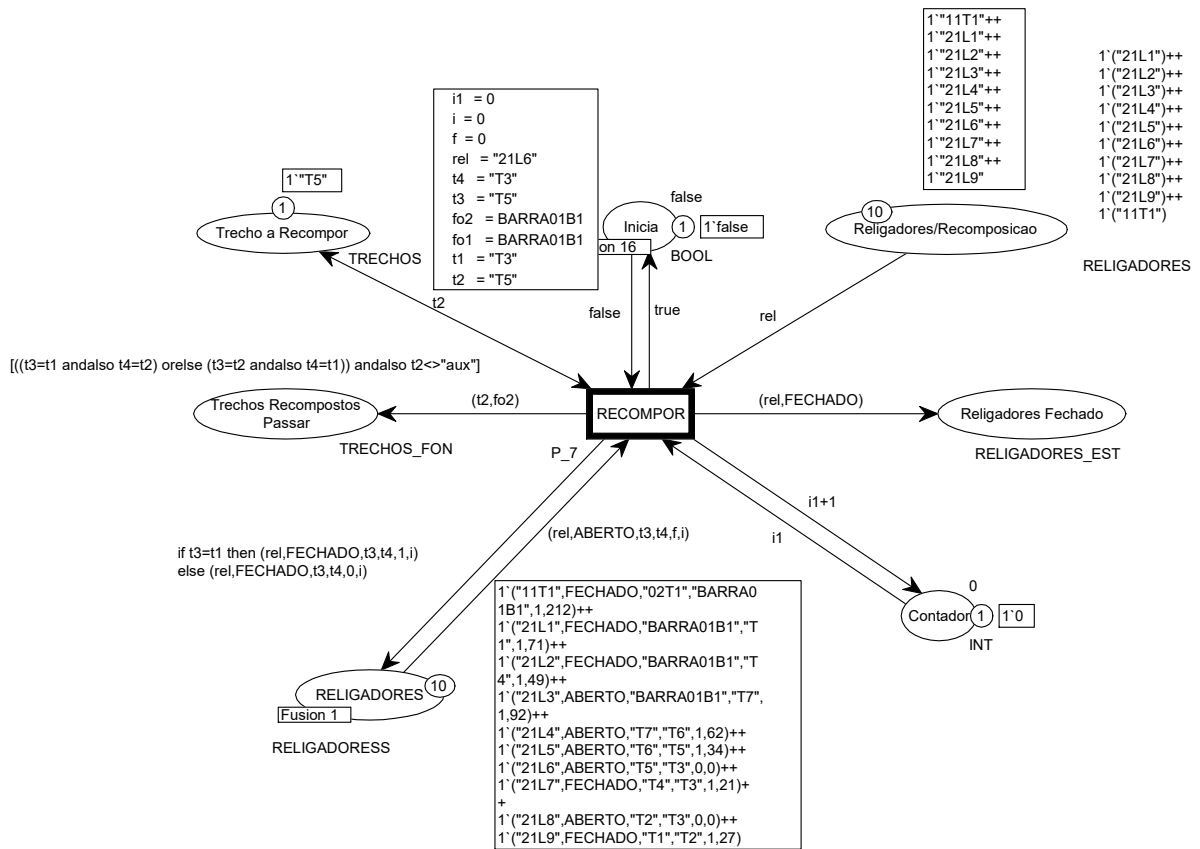 1`"11T1"++
1`"21L1"++
1`"21L2"++
1`"21L3"++
1`"21L4"++
1`"21L5"++
1`"21L6"++
1`"21L7"++
1`"21L8"++
1`"21L9"
1`("21L1")++
1`("21L2")++
1`("21L3")++
1`("21L4")++
1`("21L5")++
1`("21L6")++
1`("21L7")++
1`("21L8")++
1`("21L9")++
1`("11T1")
i1 = 0
i = 0
f = 0
rel = "21L6"
t4 = "T3"
t3 = "T5"
fo2 = BARRA01B1
fo1 = BARRA01B1
t1 = "T3"
t2 = "T5"
1`"T5"
1
Trecho a Recompor
TRECHOS
false
Inicia
1
1`false
on 16
BOOL
10
Religadores/Recomposicao
RELIGADORES
t2
false
true
rel
[((t3=t1 andalso t4=t2) orelse (t3=t2 andalso t4=t1)) andalso t2<>"aux"]
Trechos Recompostos
Passar
TRECHOS_FON
(t2,fo2)
RECOMPOR
P_7
(rel,FECHADO)
Religadores Fechado
RELIGADORES_EST
i1+1
i1
(rel,ABERTO,t3,t4,f,i)
if t3=t1 then (rel,FECHADO,t3,t4,1,i)
else (rel,FECHADO,t3,t4,0,i)
0
Contador
1
1`0
INT
RELIGADORES
10
Fusion 1
RELIGADORESS
1`("11T1",FECHADO,"02T1","BARRA0
1B1",1,212)++
1`("21L1",FECHADO,"BARRA01B1","T
1",1,71)++
1`("21L2",FECHADO,"BARRA01B1","T
4",1,49)++
1`("21L3",ABERTO,"BARRA01B1","T7",
1,92)++
1`("21L4",ABERTO,"T7","T6",1,62)++
1`("21L5",ABERTO,"T6","T5",1,34)++
1`("21L6",ABERTO,"T5","T3",0,0)++
1`("21L7",FECHADO,"T4","T3",1,21)+
+
1`("21L8",ABERTO,"T2","T3",0,0)++
1`("21L9",FECHADO,"T1","T2",1,27)